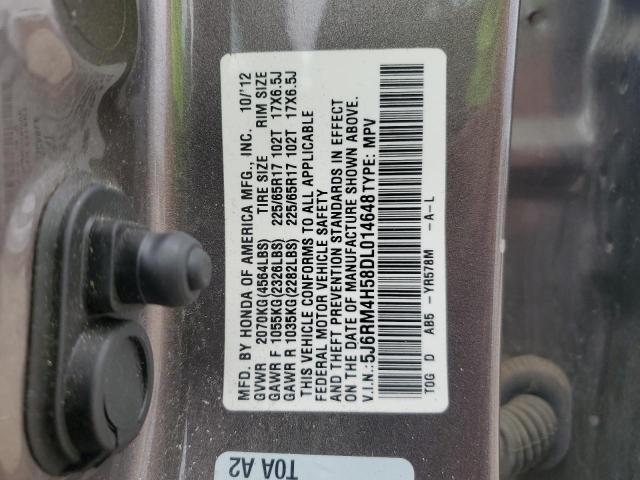 MFD. BY HONDA OF AMERICA MFG., INC. 10/'12
TIRE SIZE RIM SIZE
GVWR 2070KG(4564LBS)
GAWR F 1055KG(2326LBS) 225/65R17 102T 17X6.5J
GAWR R 1035KG(2282LBS) 225/65R17 102T 17X6.5J
THIS VEHICLE CONFORMS TO ALL APPLICABLE
FEDERAL MOTOR VEHICLE SAFETY
AND THEFT PREVENTION STANDARDS IN EFFECT
ON THE DATE OF MANUFACTURE SHOWN ABOVE.
V.I.N.: 5J6RM4H58DL014648 TYPE: MPV
TOG D AB5 - YR578M -A-L
T0A A2